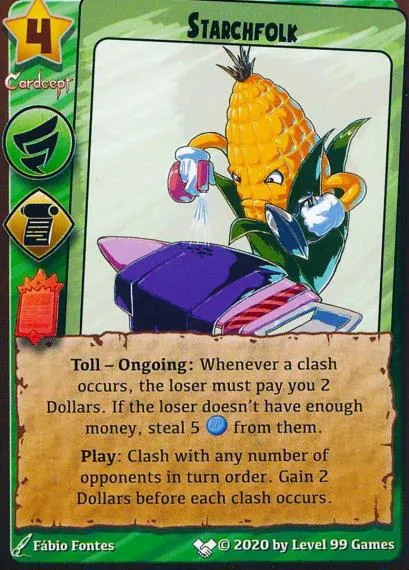 STARCHFOLK
4
Cardcept
Toll – Ongoing: Whenever a clash
occurs, the loser must pay you 2
Dollars. If the loser doesn't have enough
money, steal 5 RP from them.
Play: Clash with any number of
opponents in turn order. Gain 2
Dollars before each clash occurs.
Fábio Fontes
© 2020 by Level 99 Games